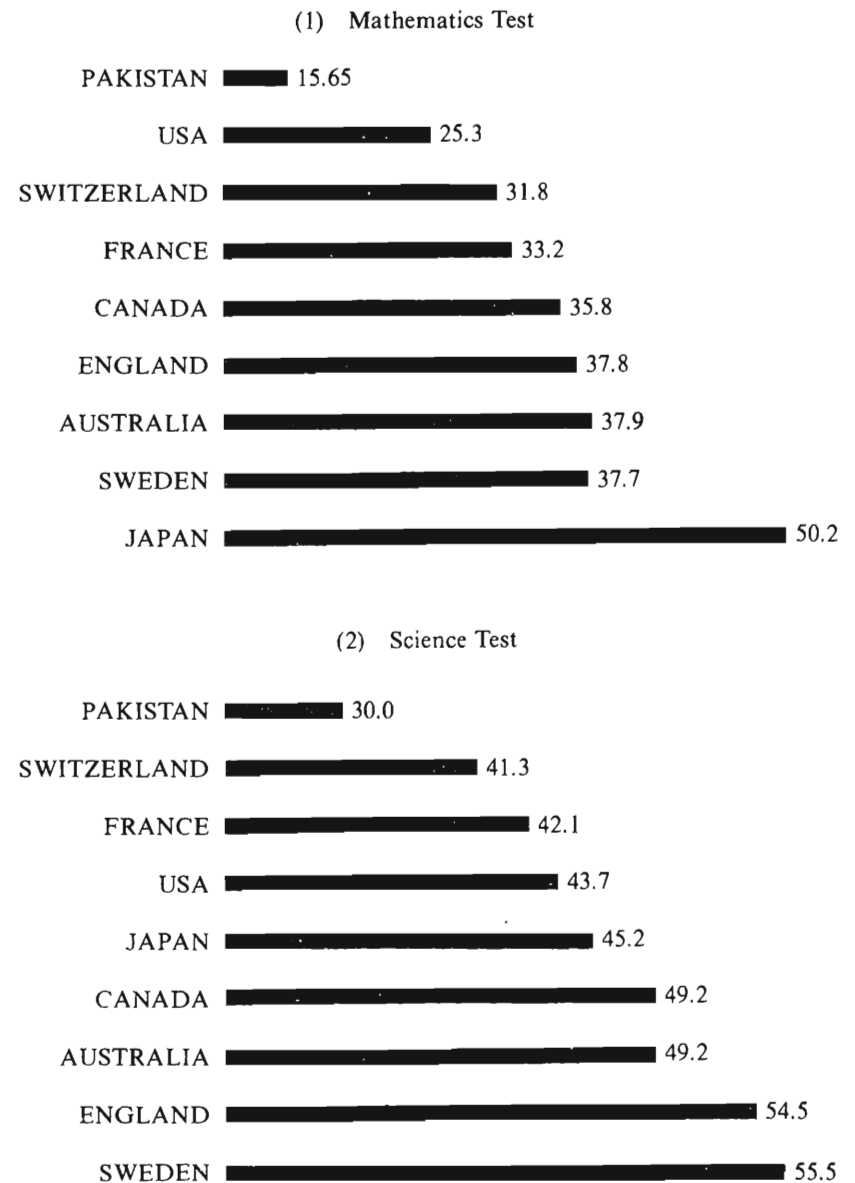 (1) Mathematics Test
PAKISTAN 15.65
USA 25.3
SWITZERLAND 31.8
FRANCE 33.2
CANADA 35.8
ENGLAND 37.8
AUSTRALIA 37.9
SWEDEN 37.7
JAPAN 50.2
(2) Science Test
PAKISTAN 30.0
SWITZERLAND 41.3
FRANCE 42.1
USA 43.7
JAPAN 45.2
CANADA 49.2
AUSTRALIA 49.2
ENGLAND 54.5
SWEDEN 55.5